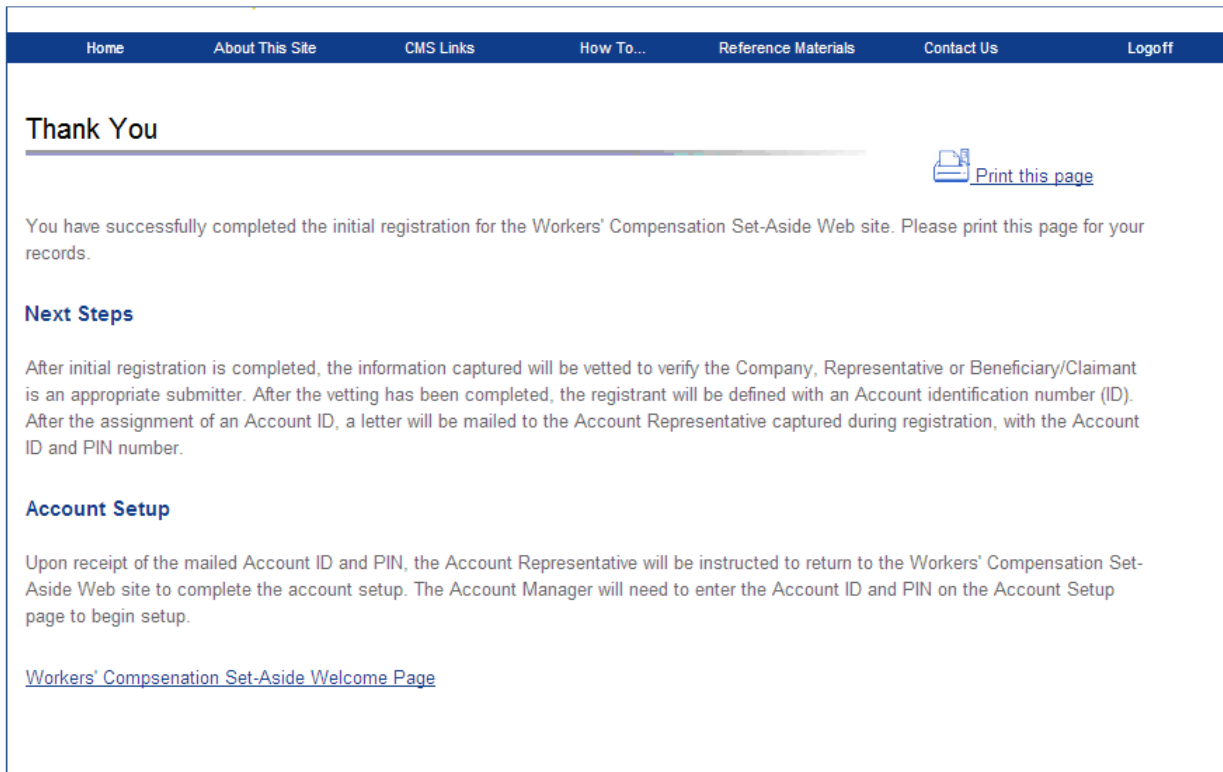 Home About This Site CMS Links How To... Reference Materials Contact Us Logoff
Thank You
Print this page
You have successfully completed the initial registration for the Workers' Compensation Set-Aside Web site. Please print this page for your
records.
Next Steps
After initial registration is completed, the information captured will be vetted to verify the Company, Representative or Beneficiary/Claimant
is an appropriate submitter. After the vetting has been completed, the registrant will be defined with an Account identification number (ID).
After the assignment of an Account ID, a letter will be mailed to the Account Representative captured during registration, with the Account
ID and PIN number.
Account Setup
Upon receipt of the mailed Account ID and PIN, the Account Representative will be instructed to return to the Workers' Compensation Set-
Aside Web site to complete the account setup. The Account Manager will need to enter the Account ID and PIN on the Account Setup
page to begin setup.
Workers' Compsenation Set-Aside Welcome Page